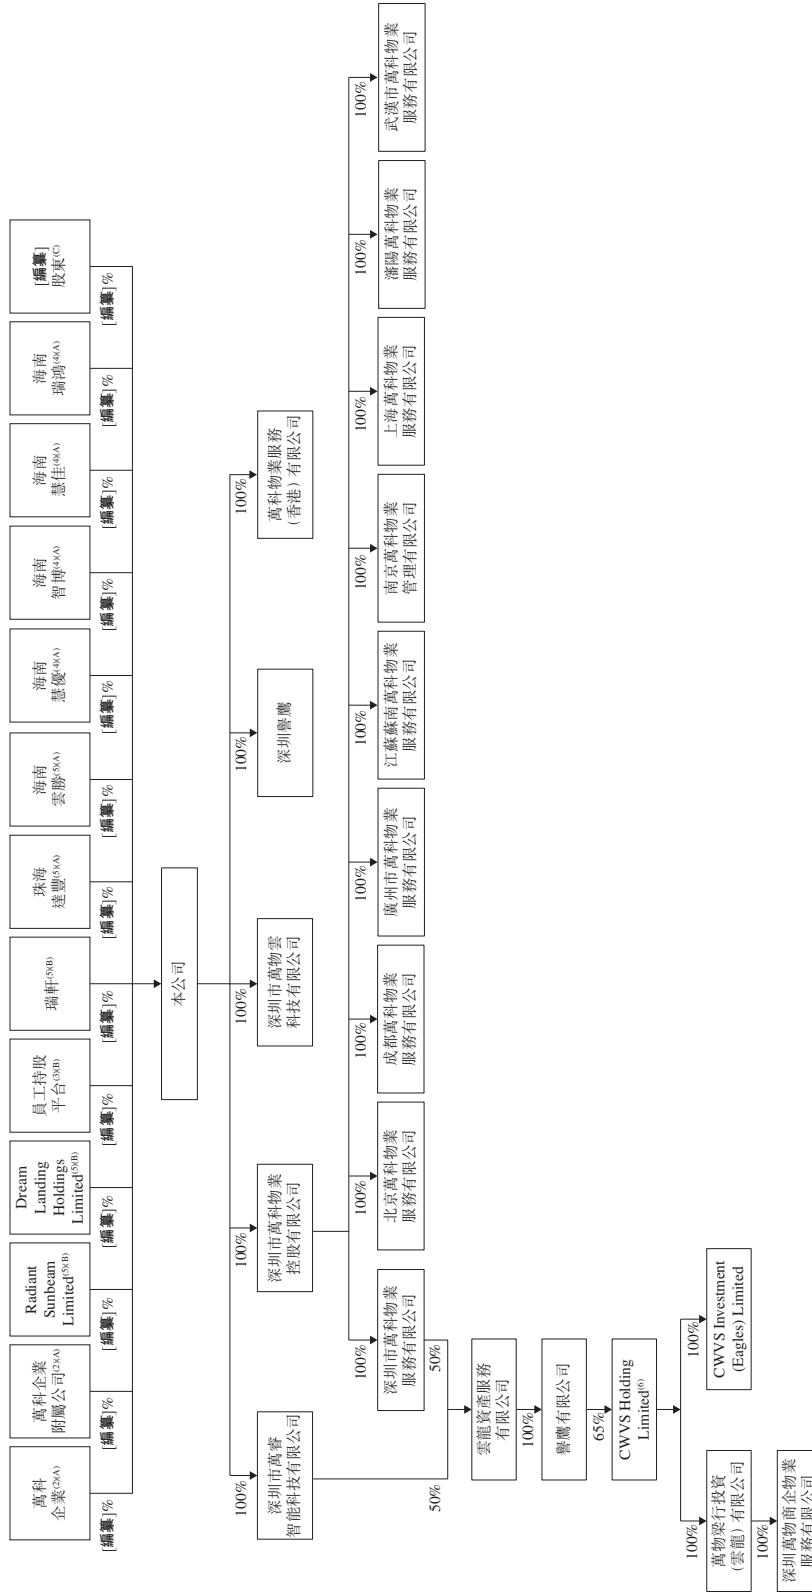 萬科
企業(2)(A)
萬科企業
附屬公司(2)(A)
Radiant
Sunbeam
Limited(5)(B)
Dream
Landing
Holdings
Limited(5)(B)
員工持股
平台(3)(B)
瑞軒(5)(B)
珠海
達豐(5)(A)
海南
雲勝(5)(A)
海南
慧優(4)(A)
海南
智博(4)(A)
海南
慧佳(4)(A)
海南
瑞鴻(4)(A)
[編纂]
股東(C)
[編纂]%
[編纂]%
[編纂]%
[編纂]%
[編纂]%
[編纂]%
[編纂]%
[編纂]%
[編纂]%
[編纂]%
[編纂]%
[編纂]%
[編纂]%
本公司
100%
100%
100%
100%
100%
深圳市萬睿
智能科技有限公司
深圳市萬科物業
控股有限公司
深圳市萬物雲
科技有限公司
深圳譽鷹
萬科物業服務
(香港)有限公司
100%
100%
100%
100%
100%
100%
100%
100%
100%
深圳市萬科物業
服務有限公司
北京萬科物業
服務有限公司
成都萬科物業
服務有限公司
廣州市萬科物業
服務有限公司
江蘇蘇南萬科物業
服務有限公司
南京萬科物業
管理有限公司
上海萬科物業
服務有限公司
瀋陽萬科物業
服務有限公司
武漢市萬科物業
服務有限公司
50%
50%
雲龍資產服務
有限公司
100%
譽鷹有限公司
65%
CWVS Holding
Limited(6)
100%
100%
萬物梁行投資
(雲龍)有限公司
CWVS Investment
(Eagles) Limited
100%
深圳萬物商企物業
服務有限公司